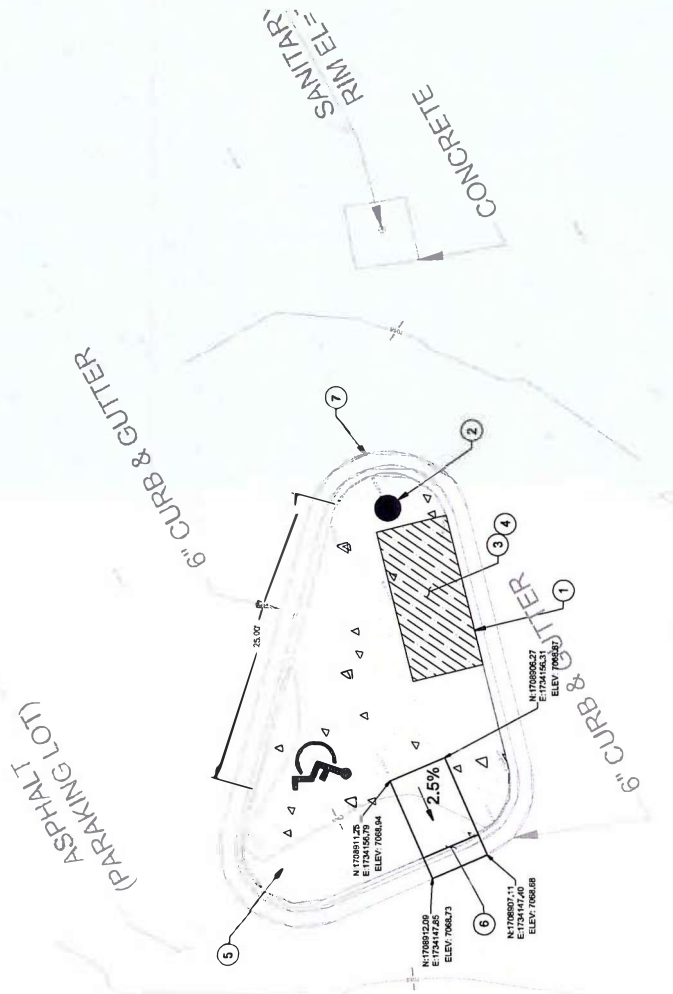 SANITARY
RIM EL=
CONCRETE
6" CURB & GUTTER
7
2
3 4
25.00'
1
ASPHALT
(PARAKING LOT)
N:1708906.27
E:1734156.31
ELEV: 7068.87
6" CURB & GUTTER
2.5%
N:1708911.25
E:1734156.79
ELEV: 7068.94
5
6
N:1708912.09
E:1734147.85
ELEV: 7068.73
N:1708907.11
E:1734147.40
ELEV: 7068.68